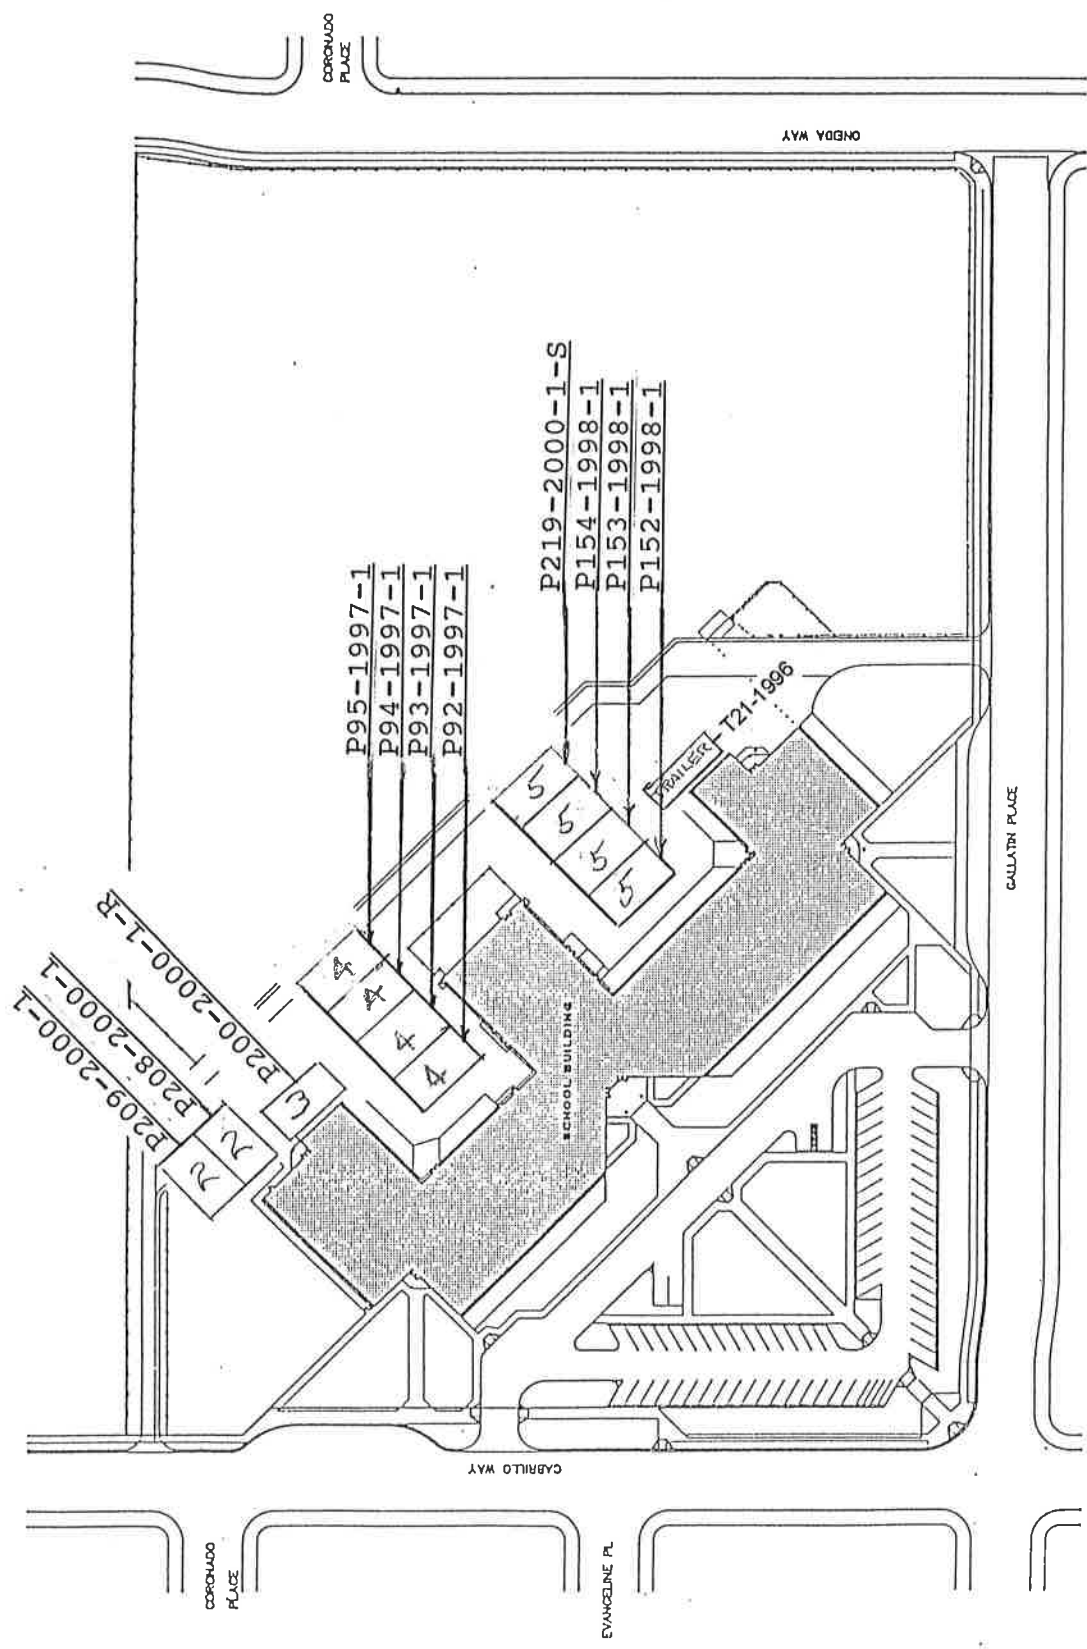 CORONADO
PLACE
ONEIDA WAY
P219-2000-1-S
P154-1998-1
P153-1998-1
P152-1998-1
P95-1997-1
P94-1997-1
P93-1997-1
P92-1997-1
T21-1996
TRAILER
5
5
5
5
GALLATIN PLACE
P200-2000-1-R
P208-2000-1
P209-2000-1
4
4
4
SCHOOL BUILDING
3
2
2
CABRILLO WAY
CORONADO
PLACE
EVANGELINE PL